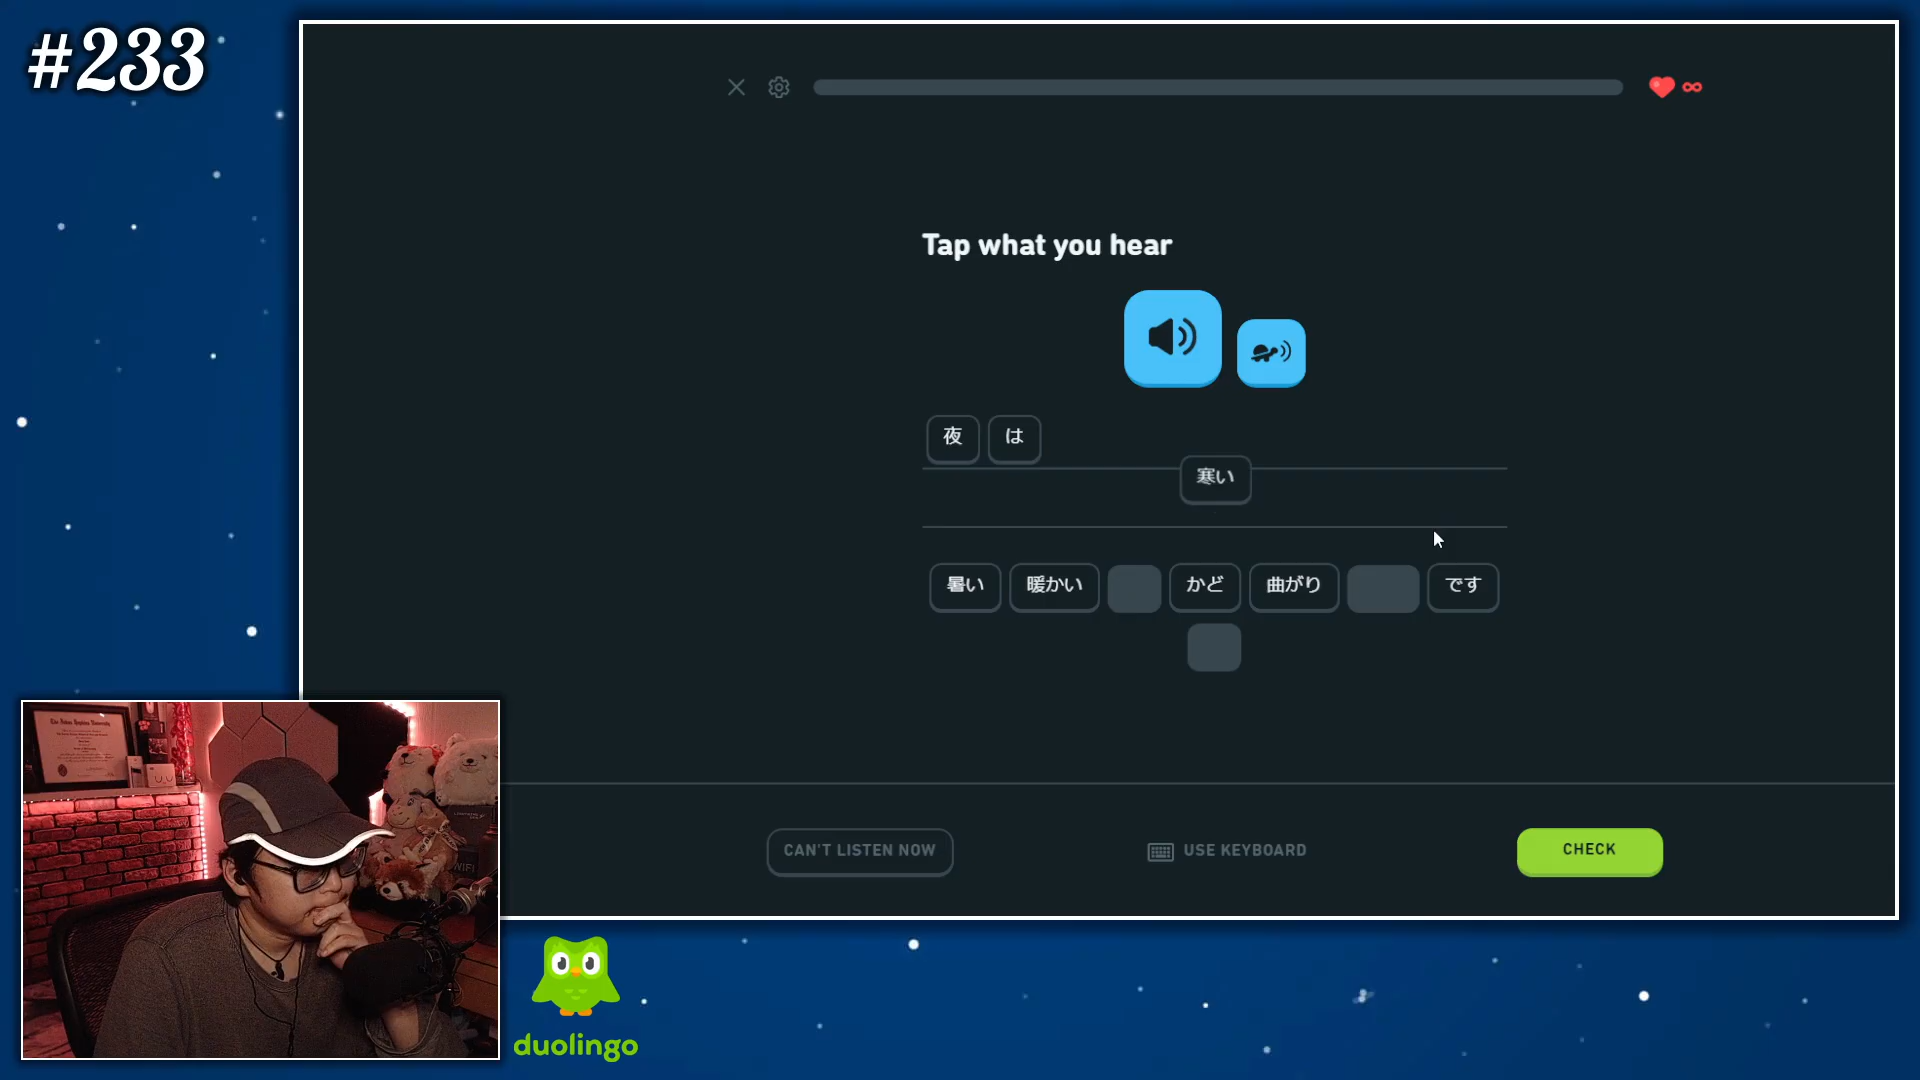 #233
Tap what you hear
夜 は
寒い
暑い 暖かい かど 曲がり です
CAN'T LISTEN NOW
USE KEYBOARD
CHECK
WIFI
duolingo